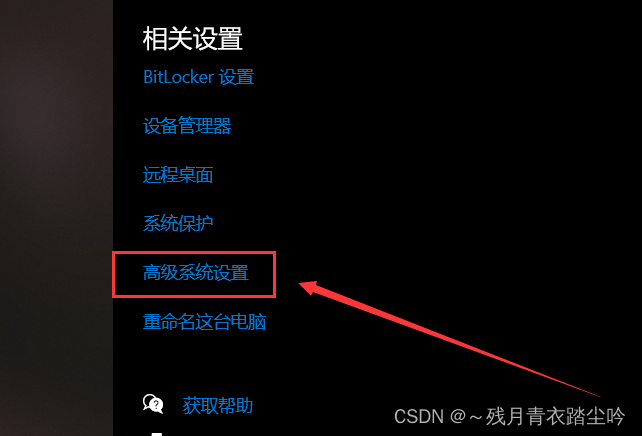 相关设置
BitLocker 设置
设备管理器
远程桌面
系统保护
高级系统设置
重命名这台电脑
获取帮助
CSDN @～残月青衣踏尘吟